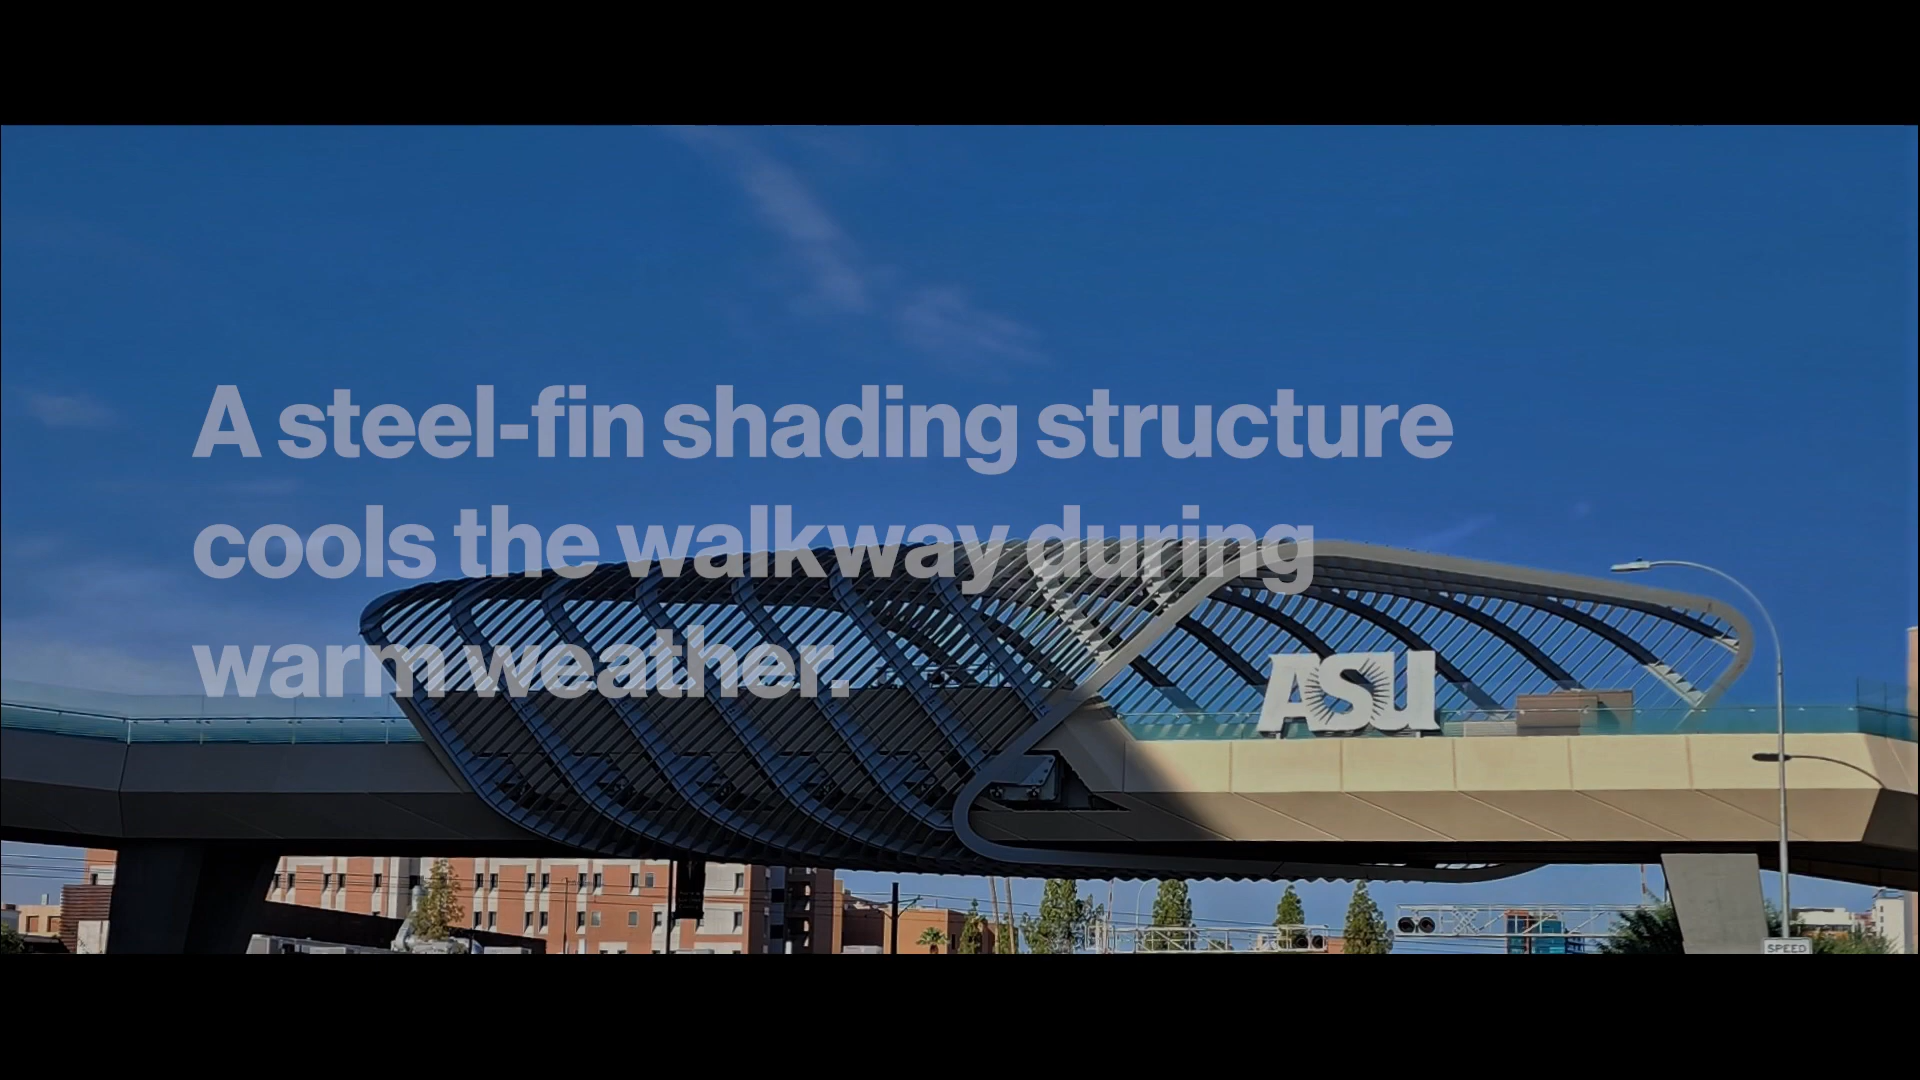 A steel-fin shading structure
cools the walkway during
warm weather.
ASU
SPEED